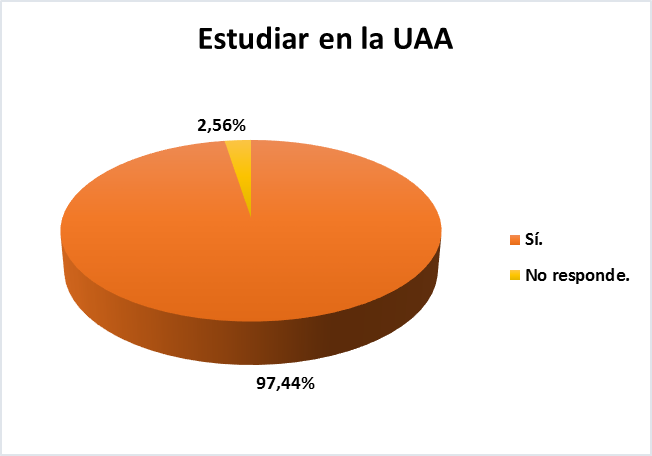 Estudiar en la UAA
2,56%
Sí.
No responde.
97,44%